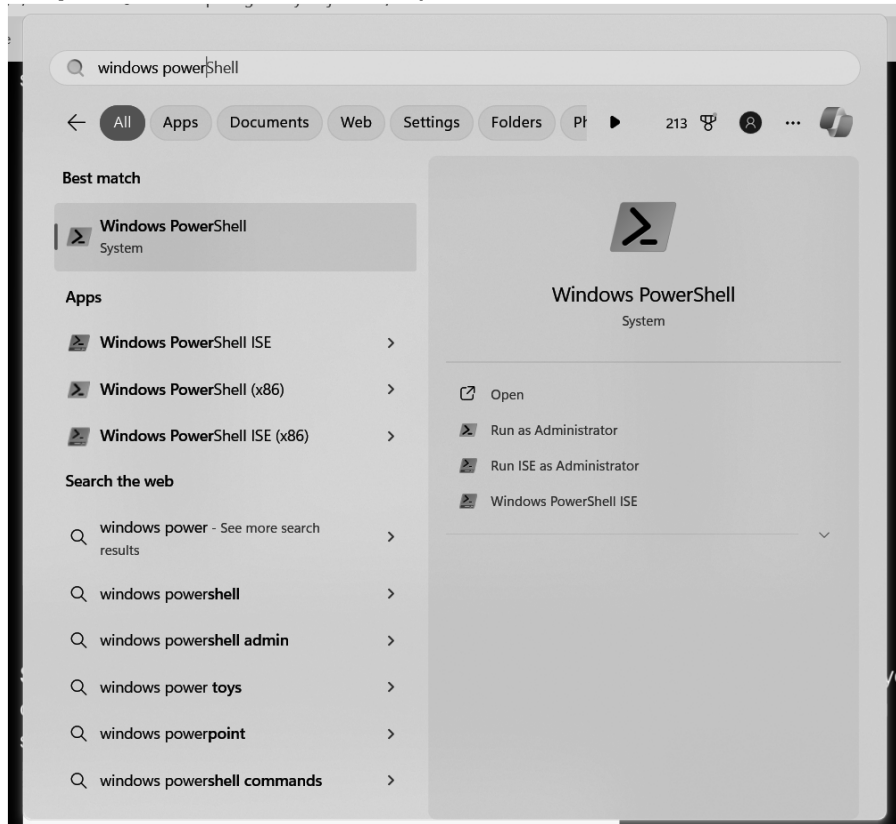 windows powerShell
All Apps Documents Web Settings Folders 213 ...
Best match
Windows PowerShell
System
Apps
Windows PowerShell ISE
Windows PowerShell (x86)
Windows PowerShell ISE (x86)
Search the web
windows power - See more search
results
windows powershell
windows powershell admin
windows power toys
windows powerpoint
windows powershell commands
Windows PowerShell
System
Open
Run as Administrator
Run ISE as Administrator
Windows PowerShell ISE